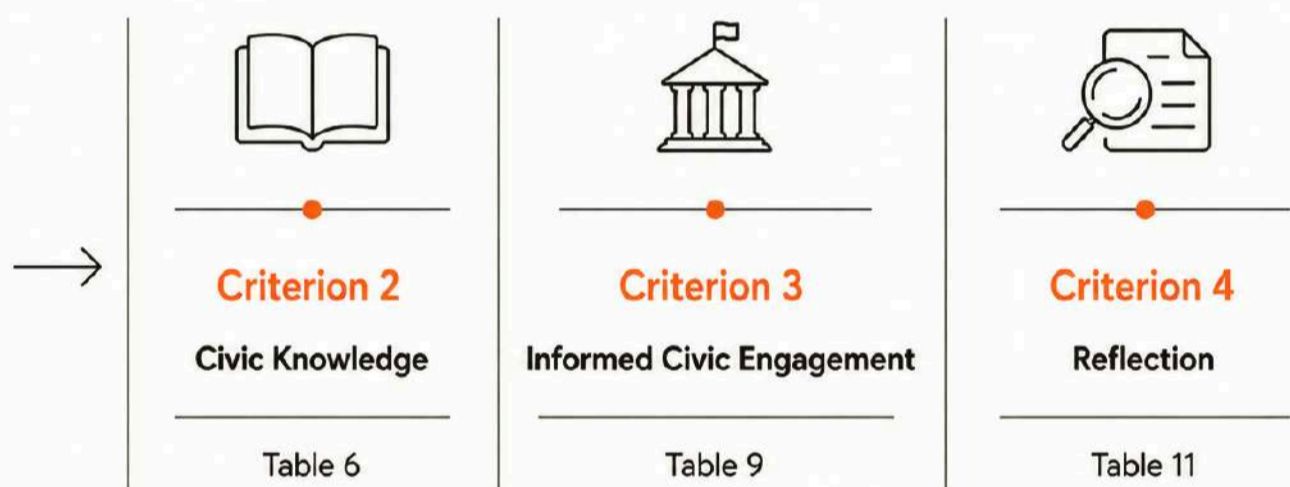 Criterion 2
Civic Knowledge
Table 6
Criterion 3
Informed Civic Engagement
Table 9
Criterion 4
Reflection
Table 11